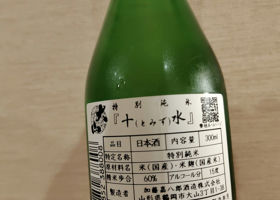 大山
特別純米
『十(とみず)水』
品目 日本酒 内容量 300ml
特定名称 特別純米
原材料名 米(国産)・米麹(国産)
精米歩合 60% アルコール分 15度
製造者 加藤嘉八郎酒造株式会社
山形県鶴岡市大山3丁目1-38